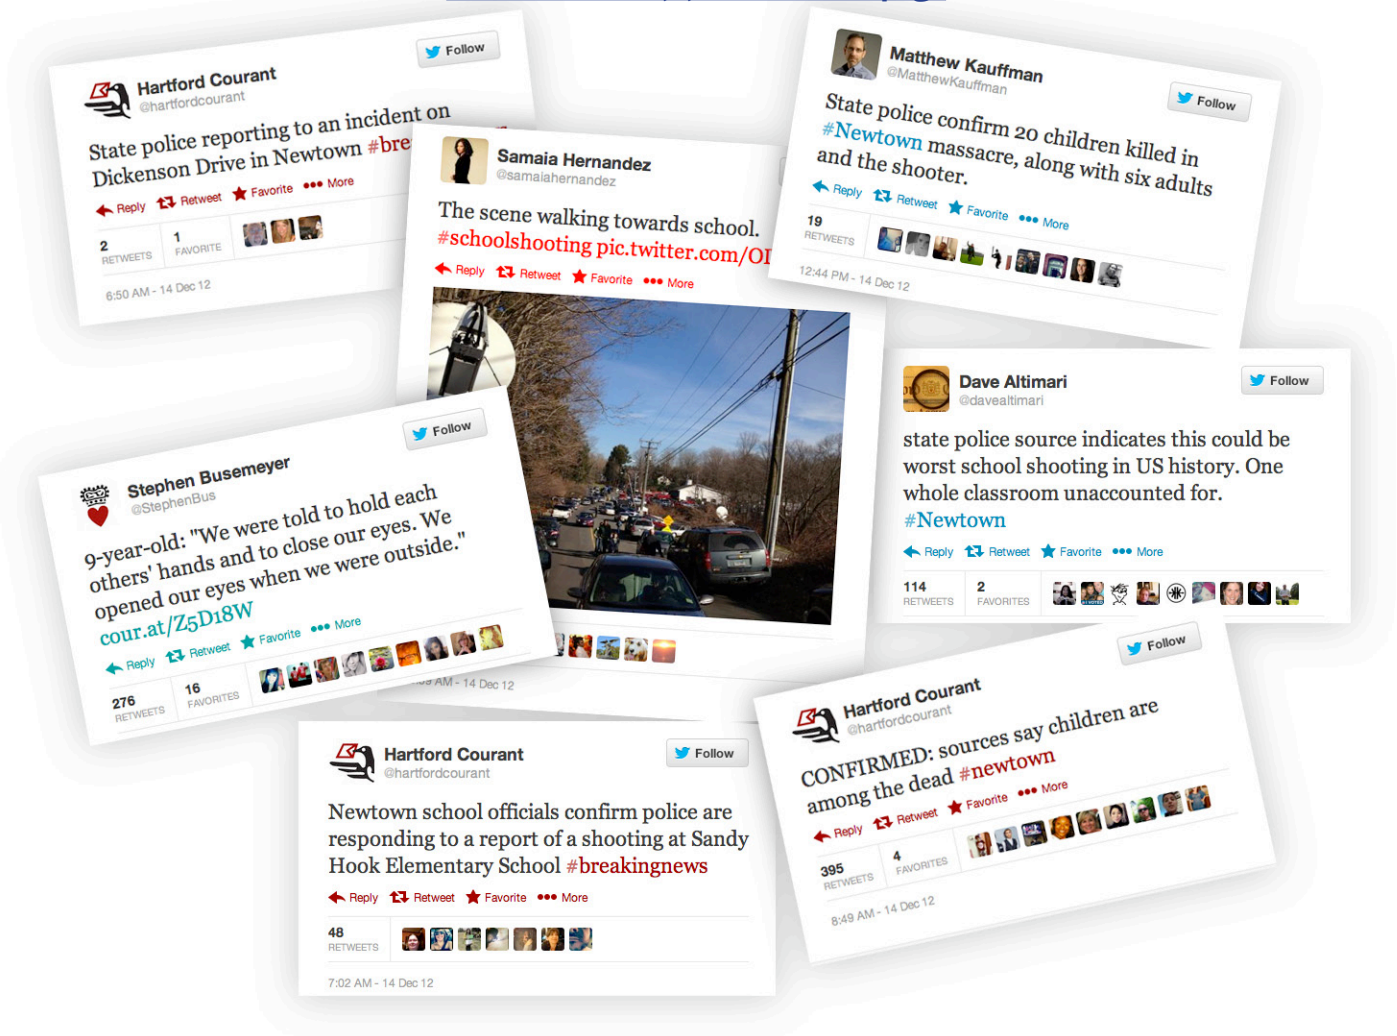 Hartford Courant
@hartfordcourant
Follow
State police reporting to an incident on
Dickenson Drive in Newtown
Reply Retweet Favorite More
2 RETWEETS
1 FAVORITE
6:50 AM - 14 Dec 12
Matthew Kauffman
@MatthewKauffman
Follow
State police confirm 20 children killed in
#Newtown massacre, along with six adults
and the shooter.
Reply Retweet Favorite More
19 RETWEETS
12:44 PM - 14 Dec 12
Samaia Hernandez
@samaiahernandez
The scene walking towards school.
#schoolshooting
Reply Retweet Favorite More
AM - 14 Dec 12
Dave Altimari
@davealtimari
Follow
state police source indicates this could be
worst school shooting in US history. One
whole classroom unaccounted for.
#Newtown
Reply Retweet Favorite More
114 RETWEETS
2 FAVORITES
Stephen Busemeyer
@StephenBus
Follow
9-year-old: "We were told to hold each
others' hands and to close our eyes. We
opened our eyes when we were outside."
cour.at/Z5D18W
Reply Retweet Favorite More
276 RETWEETS
16 FAVORITES
Hartford Courant
@hartfordcourant
Follow
Newtown school officials confirm police are
responding to a report of a shooting at Sandy
Hook Elementary School #breakingnews
Reply Retweet Favorite More
48 RETWEETS
7:02 AM - 14 Dec 12
Hartford Courant
@hartfordcourant
Follow
CONFIRMED: sources say children are
among the dead #newtown
Reply Retweet Favorite More
395 RETWEETS
4 FAVORITES
8:49 AM - 14 Dec 12